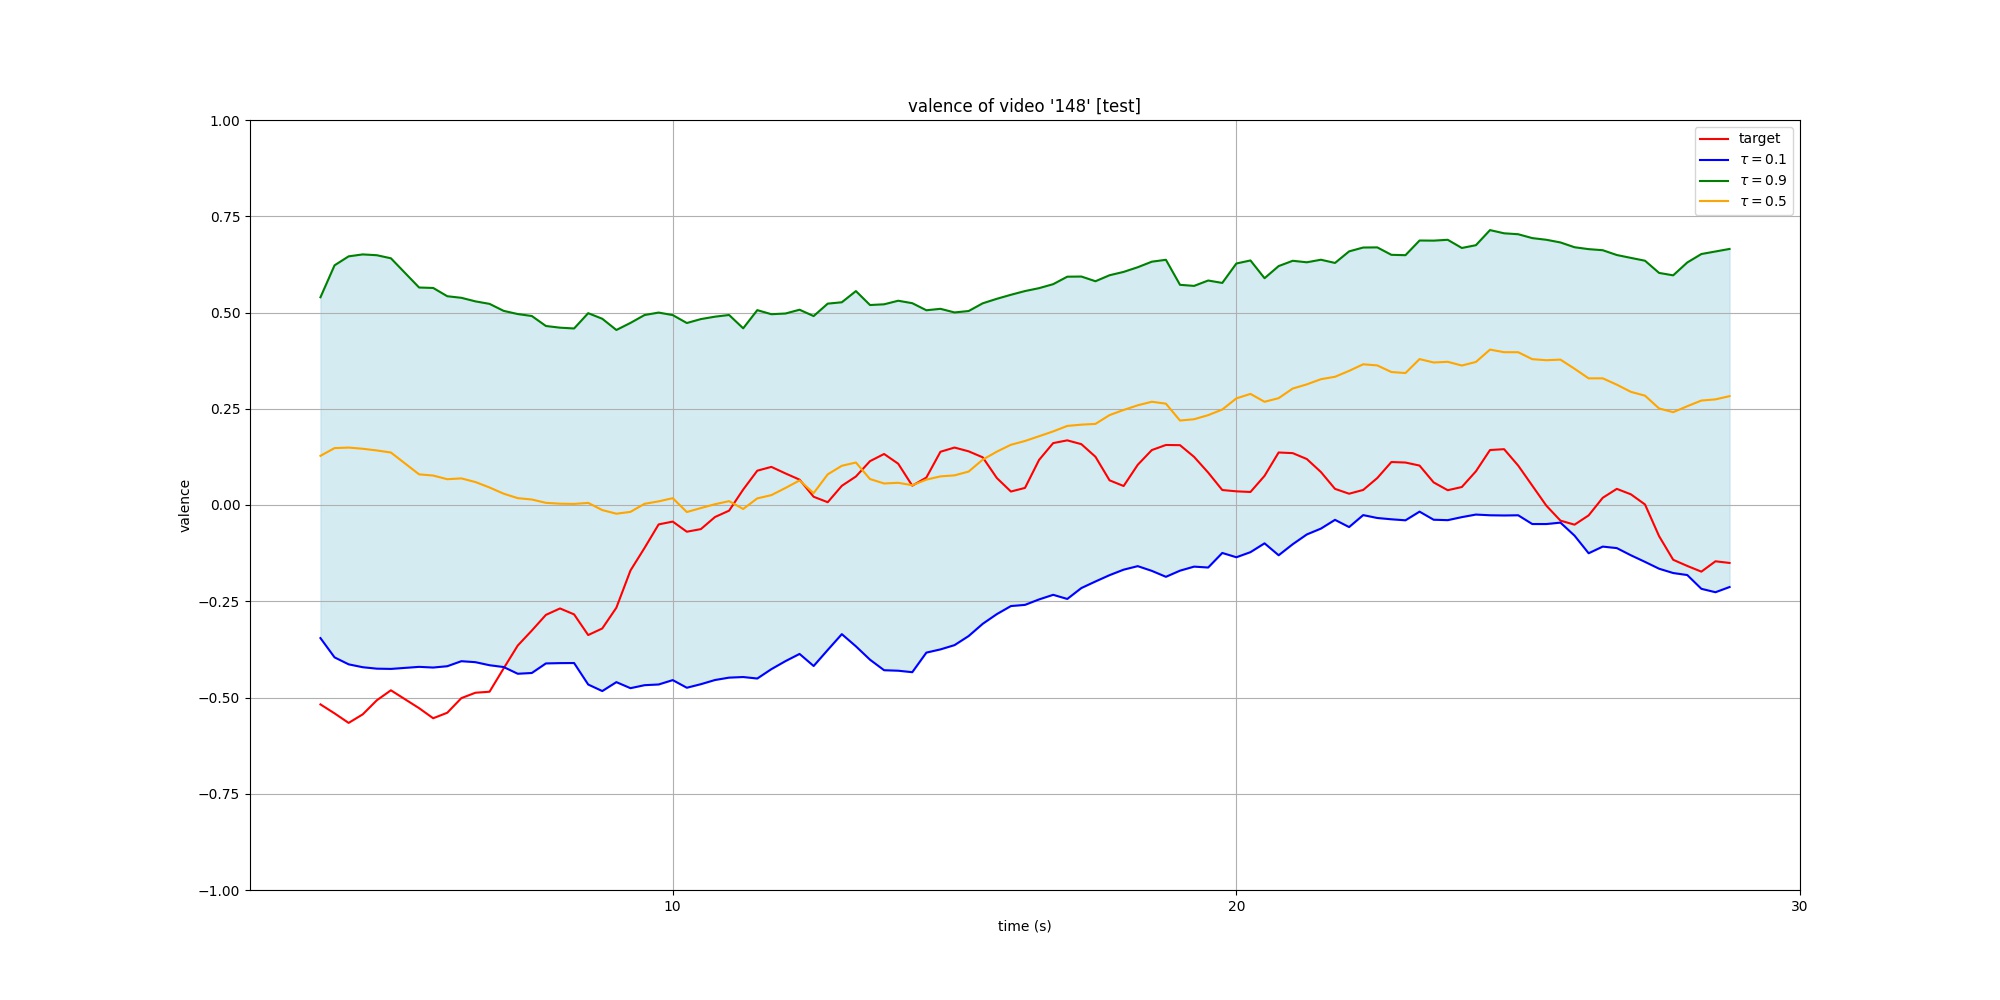 valence of video '148' [test]
1.00
0.75
0.50
0.25
0.00
−0.25
−0.50
−0.75
−1.00
valence
10
20
30
time (s)
target
τ = 0.1
τ = 0.9
τ = 0.5